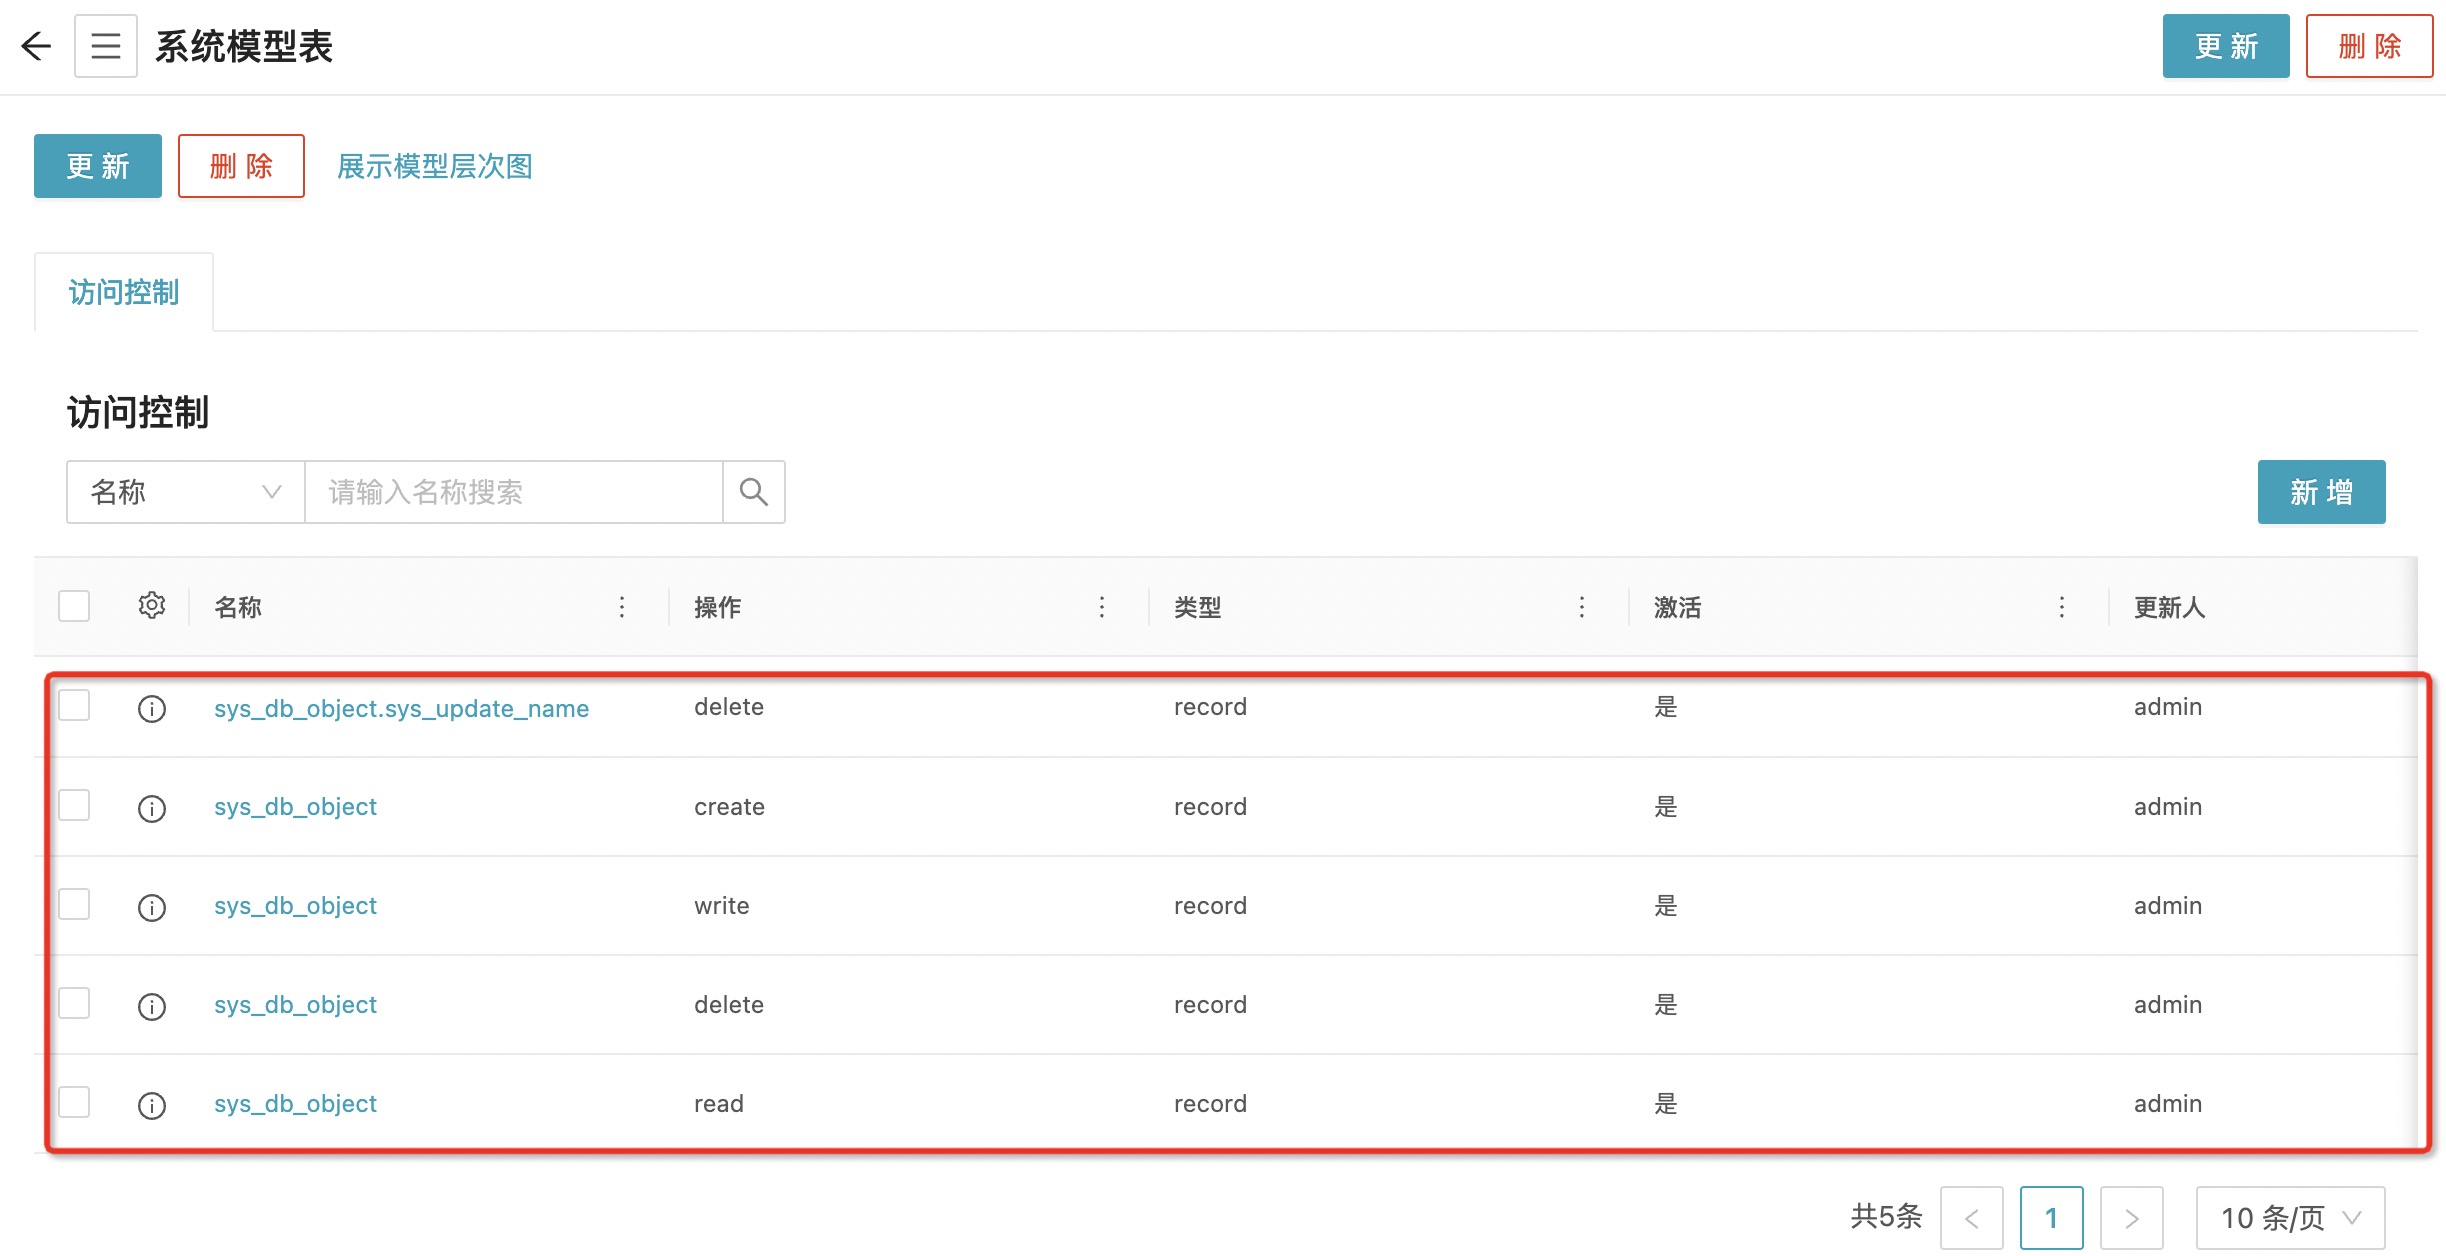 系统模型表 更 新 删 除
更 新 删 除 展示模型层次图
访问控制
访问控制
名称 请输入名称搜索 新 增
名称 操作 类型 激活 更新人
sys_db_object.sys_update_name delete record 是 admin
sys_db_object create record 是 admin
sys_db_object write record 是 admin
sys_db_object delete record 是 admin
sys_db_object read record 是 admin
共5条 < 1 > 10 条/页